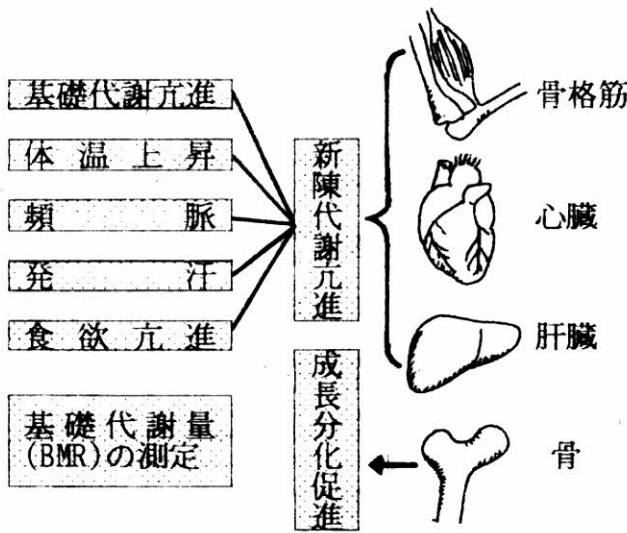 基礎代謝亢進
体温上昇
頻脈
発汗
食欲亢進
基礎代謝量
(BMR)の測定
新陳代謝亢進
成長分化促進
骨格筋
心臓
肝臓
骨